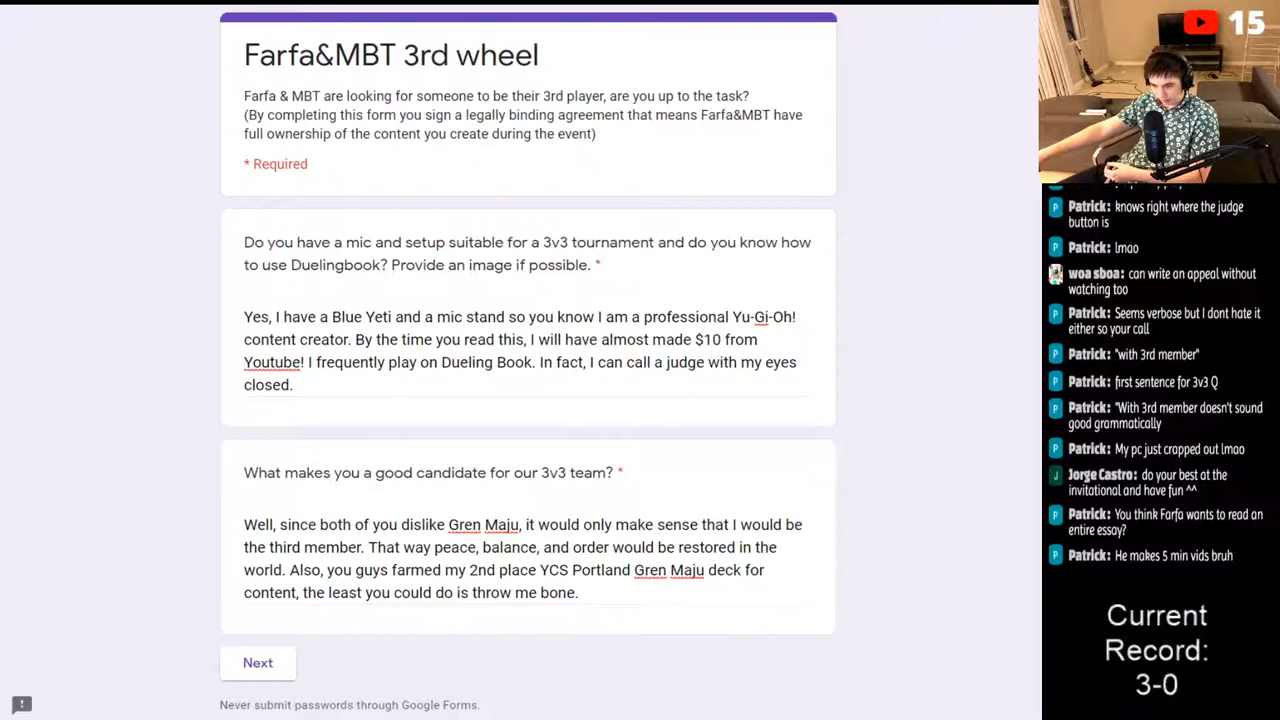 Farfa&MBT 3rd wheel
Farfa & MBT are looking for someone to be their 3rd player, are you up to the task?
(By completing this form you sign a legally binding agreement that means Farfa&MBT have
full ownership of the content you create during the event)
* Required
Do you have a mic and setup suitable for a 3v3 tournament and do you know how
to use Duelingbook? Provide an image if possible. *
Yes, I have a Blue Yeti and a mic stand so you know I am a professional Yu-Gi-Oh!
content creator. By the time you read this, I will have almost made $10 from
Youtube! I frequently play on Dueling Book. In fact, I can call a judge with my eyes
closed.
What makes you a good candidate for our 3v3 team? *
Well, since both of you dislike Gren Maju, it would only make sense that I would be
the third member. That way peace, balance, and order would be restored in the
world. Also, you guys farmed my 2nd place YCS Portland Gren Maju deck for
content, the least you could do is throw me bone.
Next
Never submit passwords through Google Forms.
15
P Patrick: knows right where the judge
button is
P Patrick: lmao
woa sboa: can write an appeal without
watching too
P Patrick: Seems verbose but I dont hate it
either so your call
P Patrick: "with 3rd member"
P Patrick: first sentence for 3v3 Q
P Patrick: "With 3rd member doesn't sound
good grammatically
P Patrick: My pc just crapped out lmao
J Jorge Castro: do your best at the
invitational and have fun ^^
P Patrick: You think Farfa wants to read an
entire essay?
P Patrick: He makes 5 min vids bruh
Current
Record:
3-0